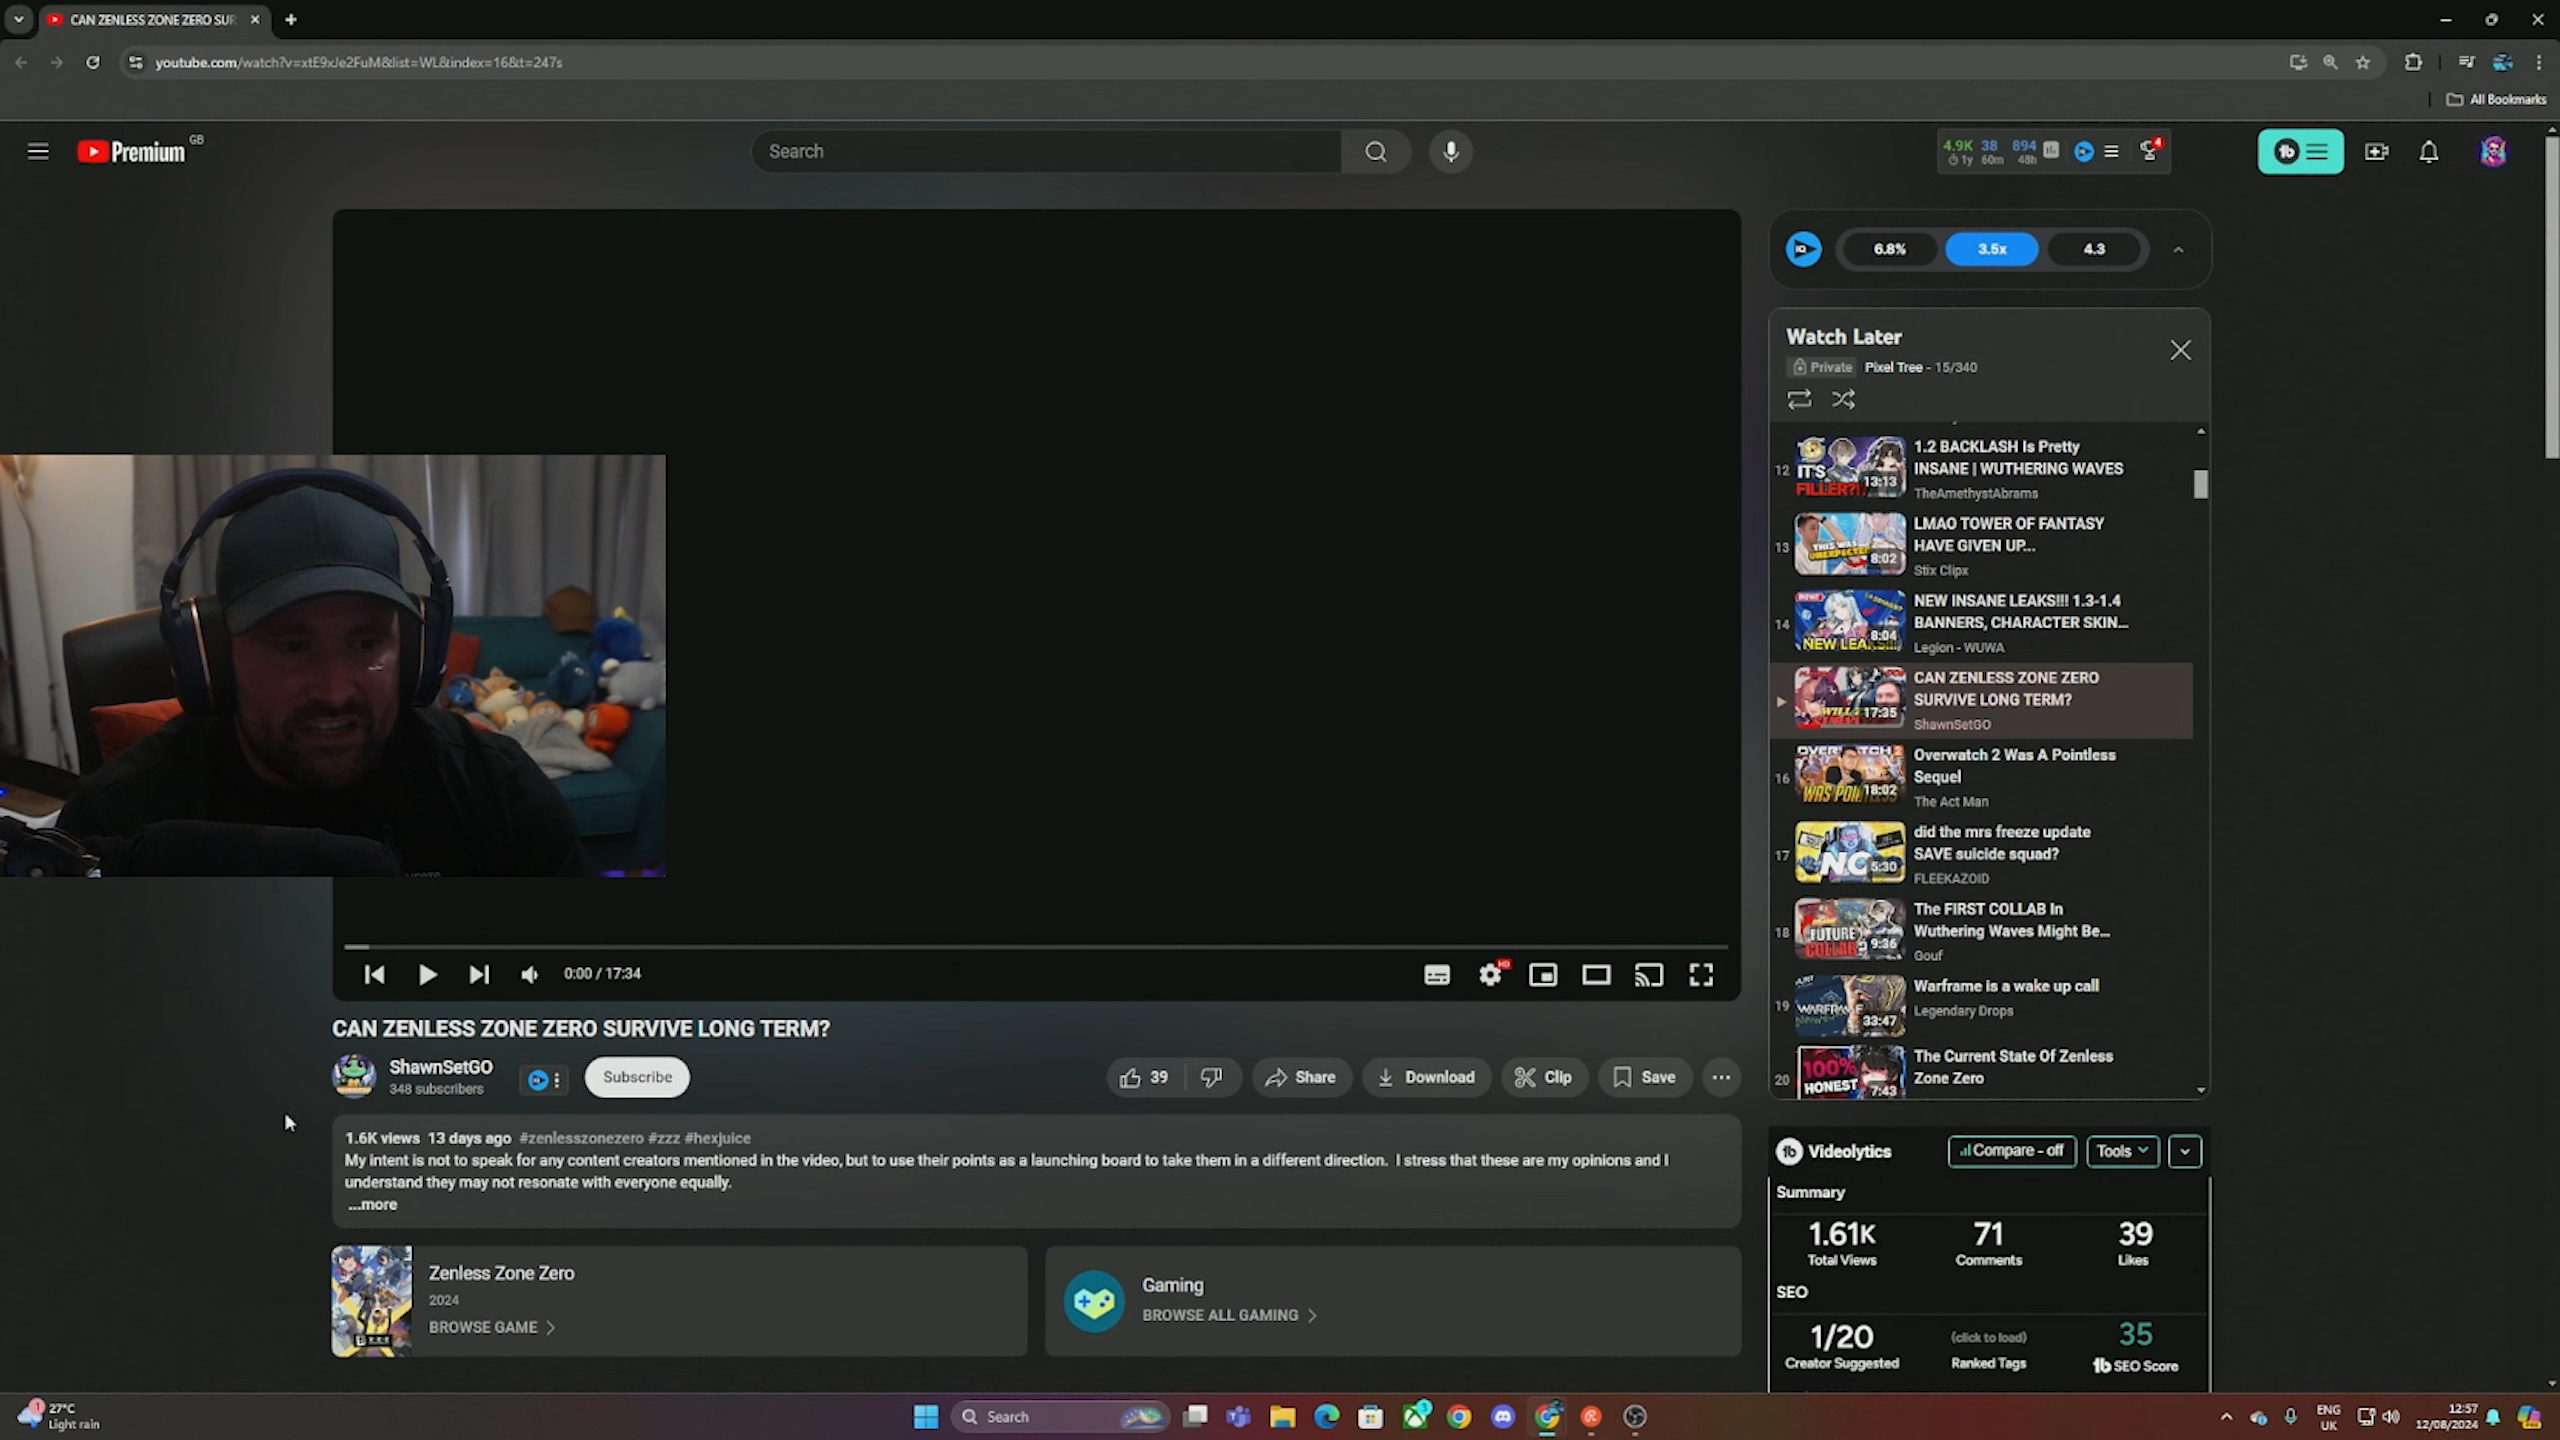 CAN ZENLESS ZONE ZERO SUR
youtube.com/watch?v=xtE9xJe2FuM&list=WL&index=16&t=247s
All Bookmarks
Premium GB
Search
4.9K 38 894
1y 60m 48h
4
6.8% 3.5x 4.3
Watch Later
Private Pixel Tree - 15/340
12
IT'S
FILLER?!
13:13
1.2 BACKLASH Is Pretty
INSANE | WUTHERING WAVES
TheAmethystAbrams
13
THIS WAS
UNEXPECTED
8:02
LMAO TOWER OF FANTASY
HAVE GIVEN UP...
Stix Clipx
14
NEW LEAKS!!!
8:04
NEW INSANE LEAKS!!! 1.3-1.4
BANNERS, CHARACTER SKIN...
Legion - WUWA
17:35
CAN ZENLESS ZONE ZERO
SURVIVE LONG TERM?
ShawnSetGO
16
OVERWATCH 2
WAS POINTLESS
18:02
Overwatch 2 Was A Pointless
Sequel
The Act Man
17
NO
5:30
did the mrs freeze update
SAVE suicide squad?
FLEEKAZOID
18
FUTURE
COLLAB?
9:36
The FIRST COLLAB In
Wuthering Waves Might Be...
Gouf
19
WARFRAME
33:47
Warframe is a wake up call
Legendary Drops
20
100%
HONEST
7:43
The Current State Of Zenless
Zone Zero
0:00 / 17:34
HD
CAN ZENLESS ZONE ZERO SURVIVE LONG TERM?
ShawnSetGO
348 subscribers
Subscribe
39
Share
Download
Clip
Save
1.6K views 13 days ago #zenlesszonezero #zzz #hexjuice
My intent is not to speak for any content creators mentioned in the video, but to use their points as a launching board to take them in a different direction. I stress that these are my opinions and I
understand they may not resonate with everyone equally.
...more
Zenless Zone Zero
2024
BROWSE GAME
Gaming
BROWSE ALL GAMING
Videolytics
Compare - off
Tools
Summary
1.61K 71 39
Total Views Comments Likes
SEO
1/20 (click to load) 35
Creator Suggested Ranked Tags tb SEO Score
1
27°C
Light rain
Search
3
ENG
UK
12:57
12/08/2024